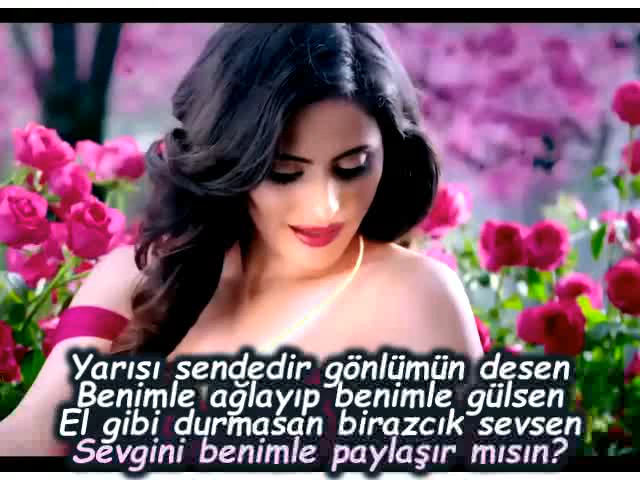 Yarısı sendedir gönlümün desen
Benimle ağlayıp benimle gülsen
El gibi durmasan birazcık sevsen
Sevgini benimle paylaşır mısın?